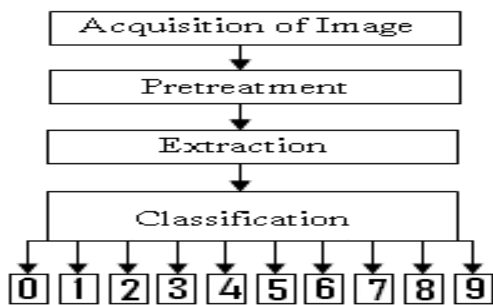 Acquisition of Image
Pretreatment
Extraction
Classification
0 1 2 3 4 5 6 7 8 9